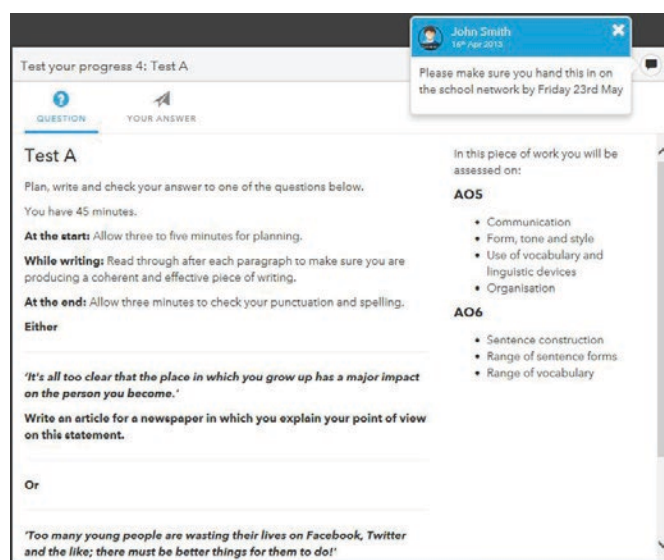 John Smith
16th Apr 2015
Please make sure you hand this in on
the school network by Friday 23rd May
Test your progress 4: Test A
QUESTION
YOUR ANSWER
Test A
Plan, write and check your answer to one of the questions below.
You have 45 minutes.
At the start: Allow three to five minutes for planning.
While writing: Read through after each paragraph to make sure you are
producing a coherent and effective piece of writing.
At the end: Allow three minutes to check your punctuation and spelling.
Either
'It's all too clear that the place in which you grow up has a major impact
on the person you become.'
Write an article for a newspaper in which you explain your point of view
on this statement.
Or
'Too many young people are wasting their lives on Facebook, Twitter
and the like; there must be better things for them to do!'
In this piece of work you will be
assessed on:
AO5
• Communication
• Form, tone and style
• Use of vocabulary and
linguistic devices
• Organisation
AO6
• Sentence construction
• Range of sentence forms
• Range of vocabulary